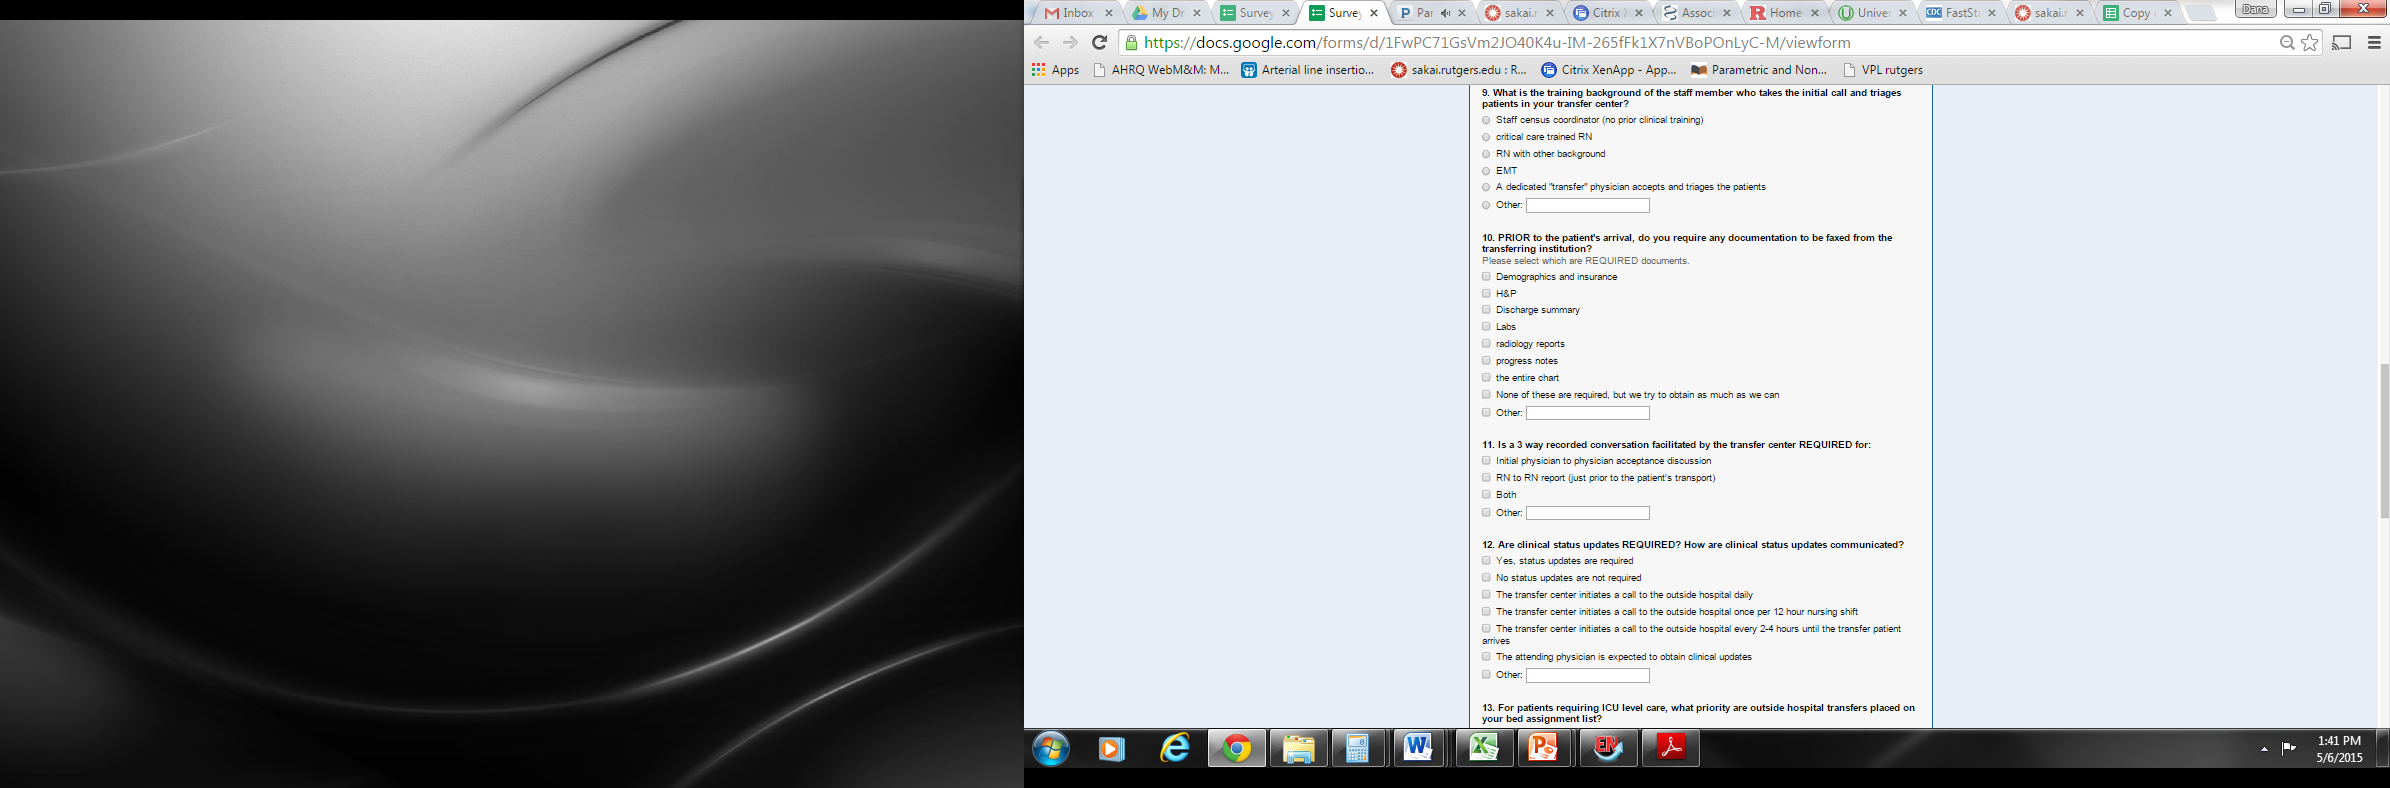 Inbox
My Dr
Survey
Survey
Par
sakai.r
Citrix
Associ
Home
Univer
FastSta
sakai.r
Copy
Dana
https://docs.google.com/forms/d/1FwPC71GsVm2JO40K4u-IM-265fFk1X7nVBoPOnLyC-M/viewform
Apps AHRQ WebM&M: M... Arterial line insertio... sakai.rutgers.edu : R... Citrix XenApp - App... Parametric and Non... VPL rutgers
9. What is the training background of the staff member who takes the initial call and triages
patients in your transfer center?
Staff census coordinator (no prior clinical training)
critical care trained RN
RN with other background
EMT
A dedicated "transfer" physician accepts and triages the patients
Other:
10. PRIOR to the patient's arrival, do you require any documentation to be faxed from the
transferring institution?
Please select which are REQUIRED documents.
Demographics and insurance
H&P
Discharge summary
Labs
radiology reports
progress notes
the entire chart
None of these are required, but we try to obtain as much as we can
Other:
11. Is a 3 way recorded conversation facilitated by the transfer center REQUIRED for:
Initial physician to physician acceptance discussion
RN to RN report (just prior to the patient's transport)
Both
Other:
12. Are clinical status updates REQUIRED? How are clinical status updates communicated?
Yes, status updates are required
No status updates are not required
The transfer center initiates a call to the outside hospital daily
The transfer center initiates a call to the outside hospital once per 12 hour nursing shift
The transfer center initiates a call to the outside hospital every 2-4 hours until the transfer patient
arrives
The attending physician is expected to obtain clinical updates
Other:
13. For patients requiring ICU level care, what priority are outside hospital transfers placed on
your bed assignment list?
1:41 PM
5/6/2015